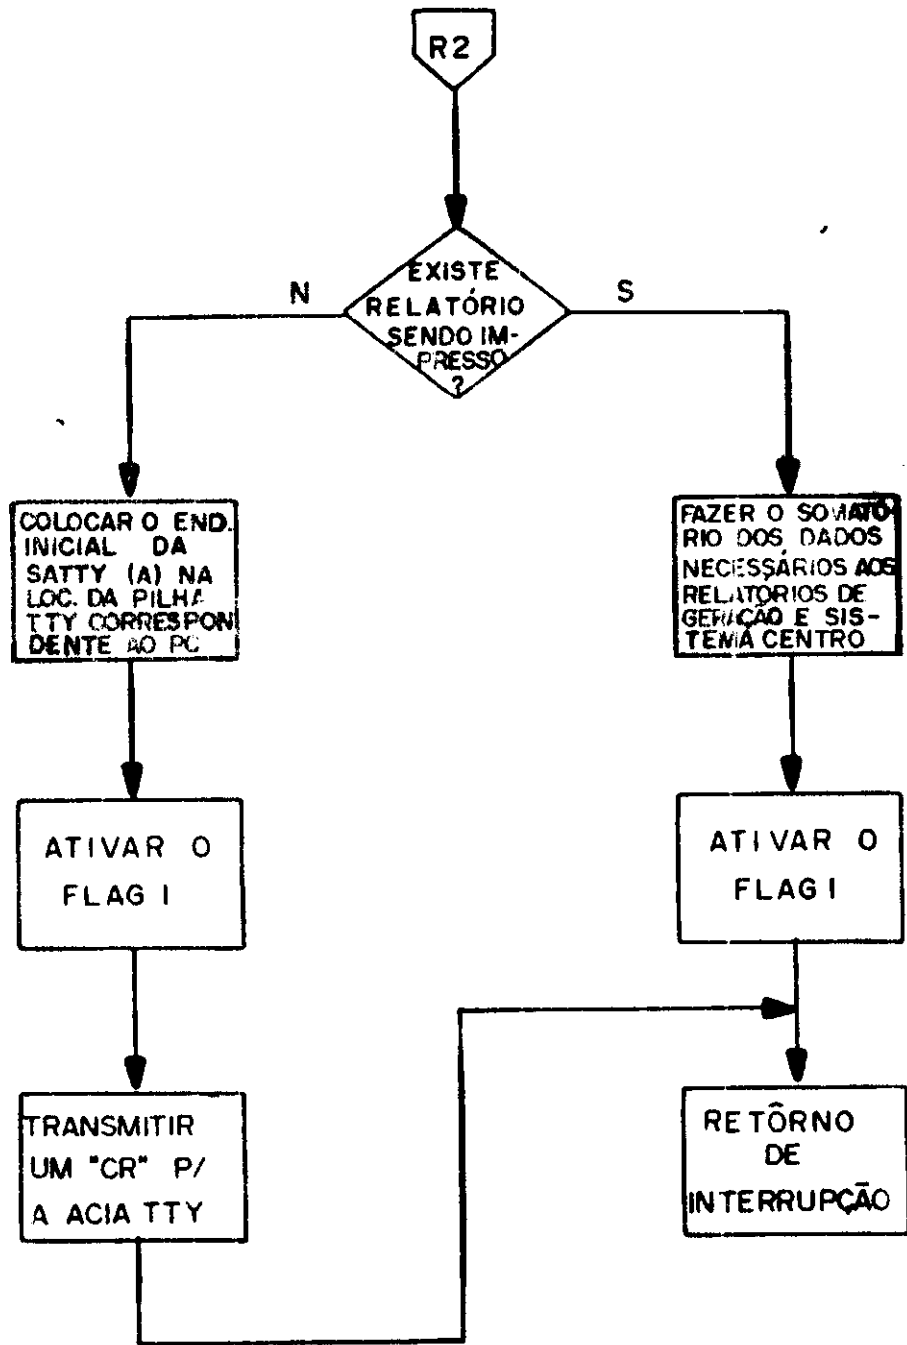 R2
EXISTE
RELATÓRIO
SENDO IM-
PRESSO
?
N
S
COLOCAR O END.
INICIAL DA
SATTY (A) NA
LOC. DA PILHA
TTY CORRESPON
DENTE AO PC
FAZER O SOMATÓ-
RIO DOS DADOS
NECESSÁRIOS AOS
RELATÓRIOS DE
GERAÇÃO E SIS-
TEMA CENTRO
ATIVAR O
FLAG I
ATIVAR O
FLAG I
TRANSMITIR
UM "CR" P/
A ACIA TTY
RETÔRNO
DE
INTERRUPÇÃO